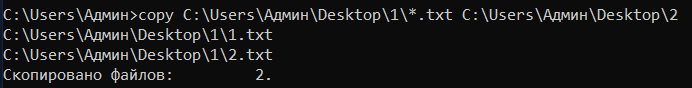 C:\Users\Админ>copy C:\Users\Админ\Desktop\1\*.txt C:\Users\Админ\Desktop\2
C:\Users\Админ\Desktop\1\1.txt
C:\Users\Админ\Desktop\1\2.txt
Скопировано файлов:         2.